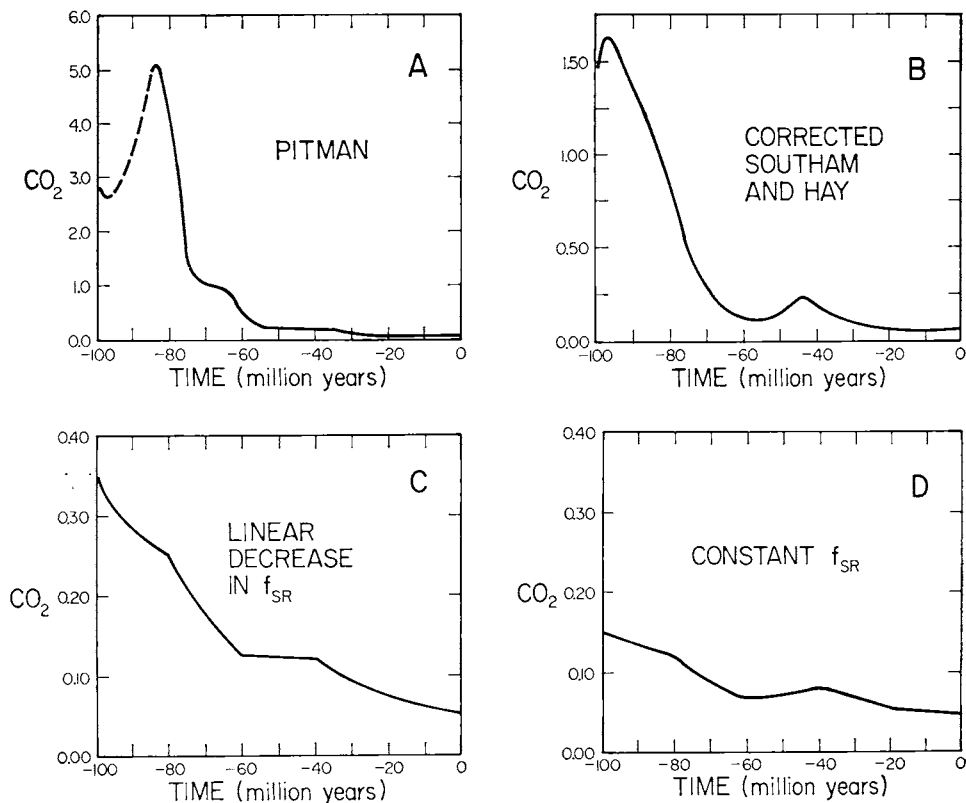 6.0
5.0
4.0
3.0
2.0
1.0
0.0
CO₂
A
PITMAN
-100
-80
-60
-40
-20
0
TIME (million years)
1.50
1.00
0.50
0.00
CO₂
B
CORRECTED
SOUTHAM
AND HAY
-100
-80
-60
-40
-20
0
TIME (million years)
0.40
0.30
0.20
0.10
0.00
CO₂
C
LINEAR
DECREASE
IN f_SR
-100
-80
-60
-40
-20
0
TIME (million years)
0.40
0.30
0.20
0.10
0.00
CO₂
D
CONSTANT f_SR
-100
-80
-60
-40
-20
0
TIME (million years)